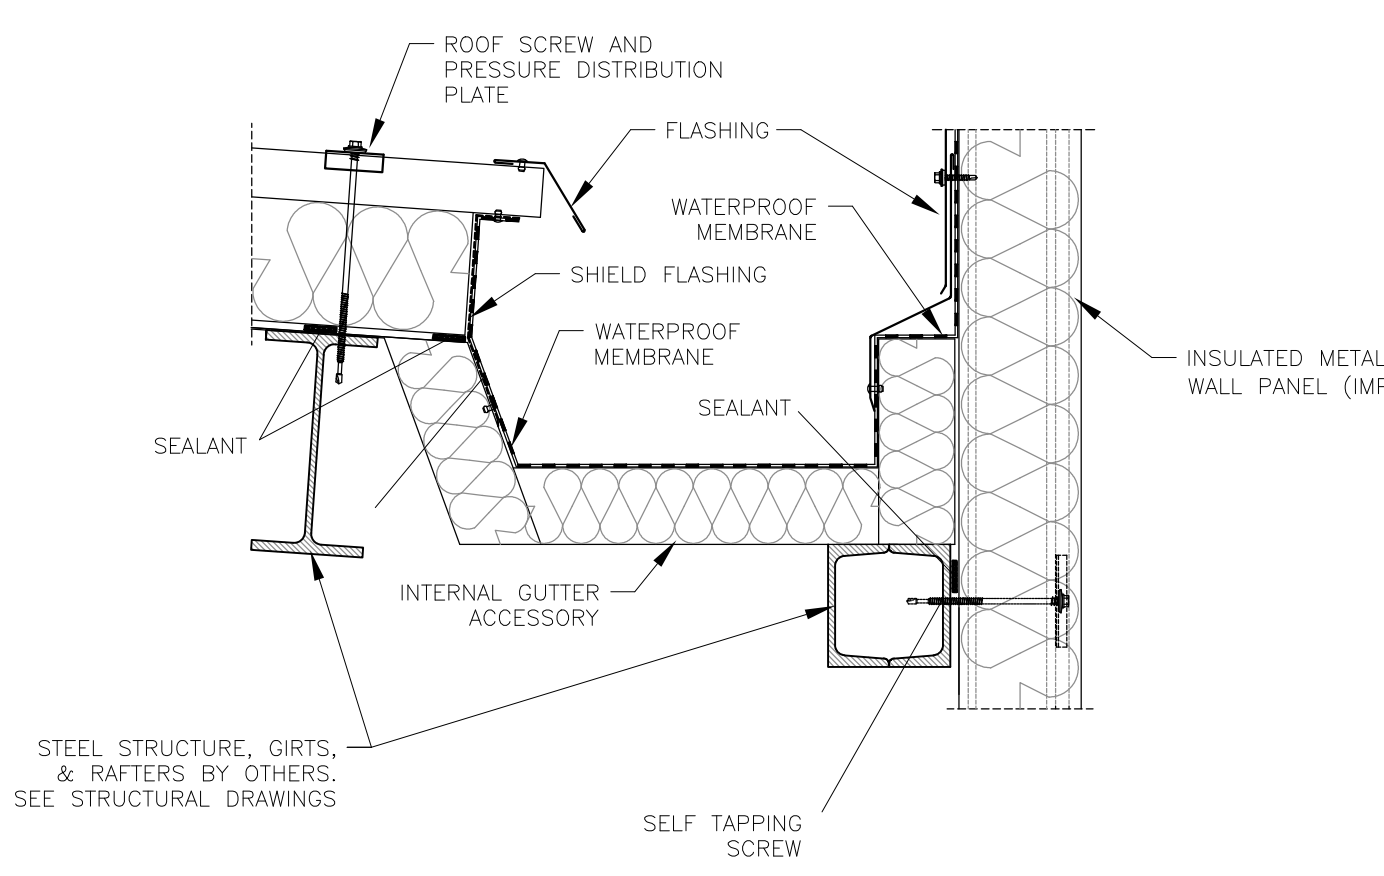 ROOF SCREW AND
PRESSURE DISTRIBUTION
PLATE
FLASHING
WATERPROOF
MEMBRANE
SHIELD FLASHING
WATERPROOF
MEMBRANE
INSULATED METAL
WALL PANEL (IMP
SEALANT
SEALANT
INTERNAL GUTTER
ACCESSORY
STEEL STRUCTURE, GIRTS,
& RAFTERS BY OTHERS.
SEE STRUCTURAL DRAWINGS
SELF TAPPING
SCREW